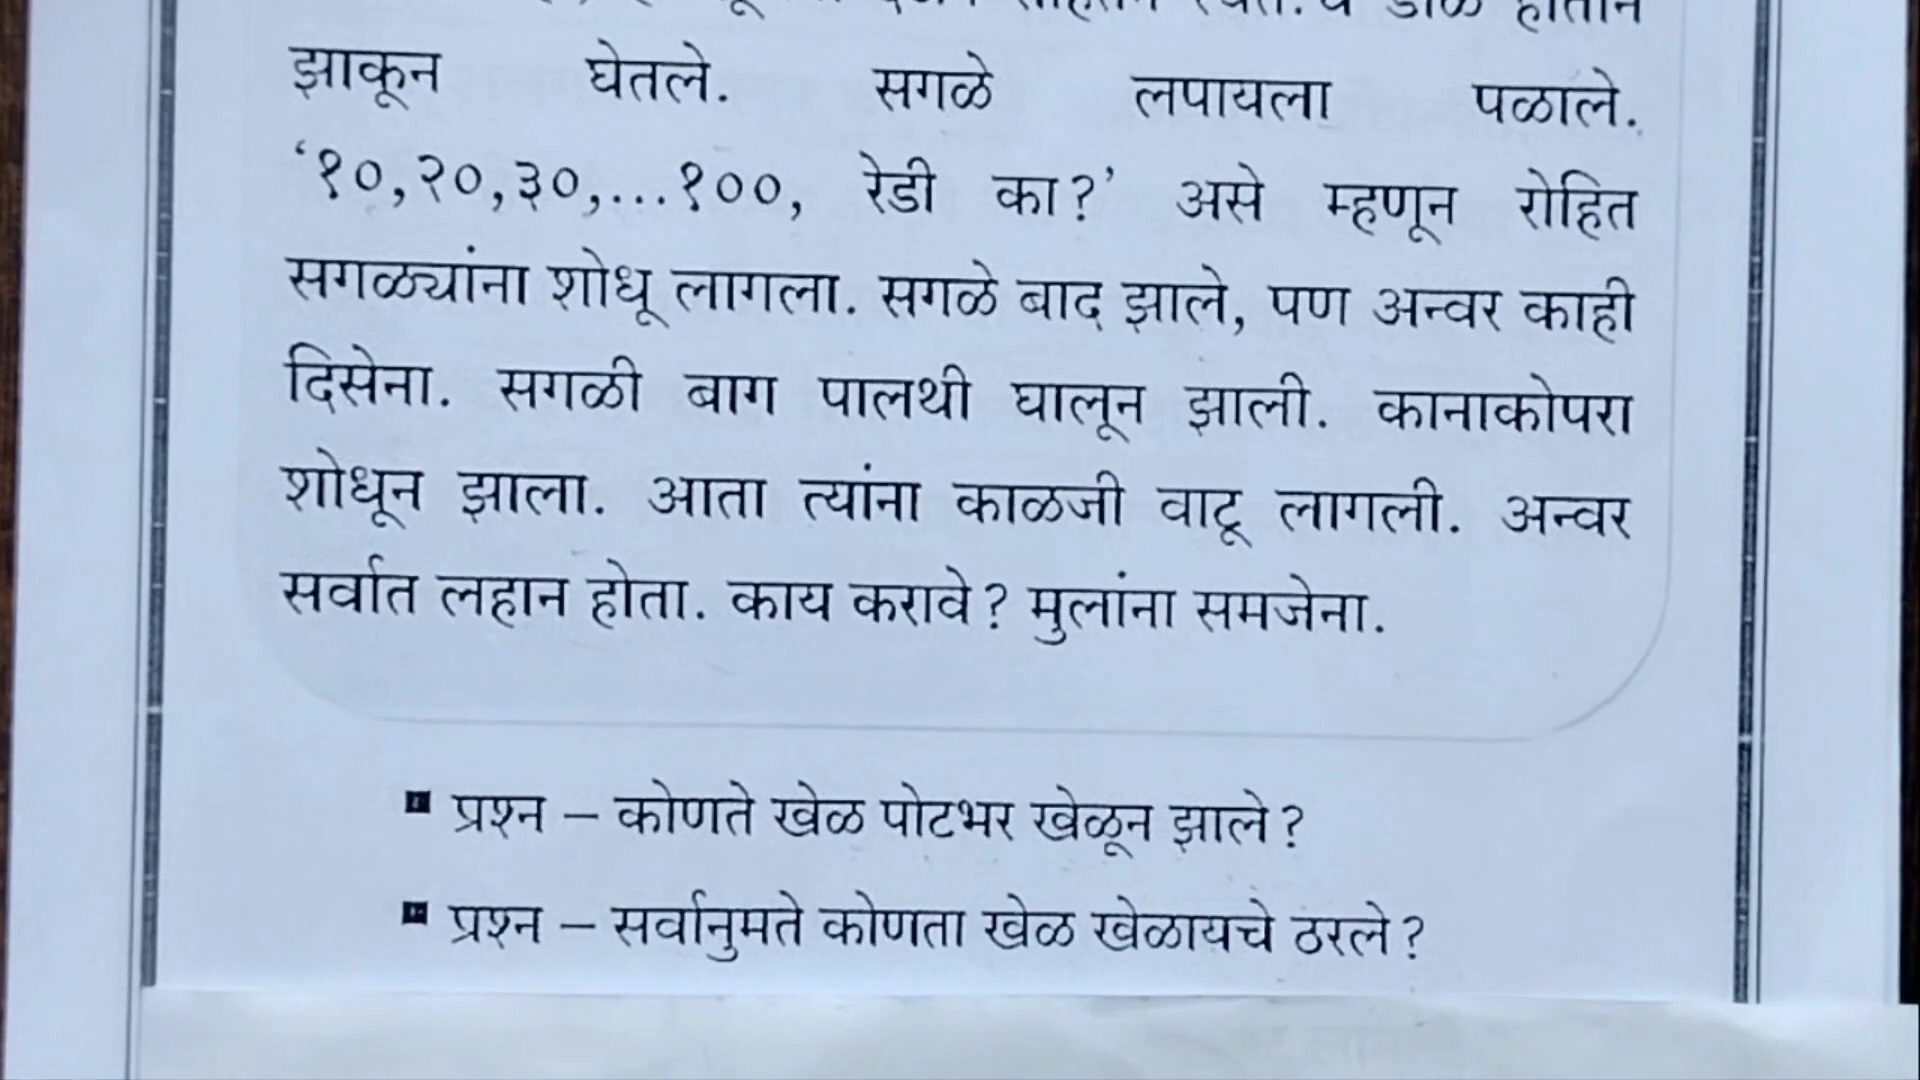 झाकून घेतले. सगळे लपायला पळाले.
‘१०,२०,३०,...१००, रेडी का?’ असे म्हणून रोहित
सगळ्यांना शोधू लागला. सगळे बाद झाले, पण अन्वर काही
दिसेना. सगळी बाग पालथी घालून झाली. कानाकोपरा
शोधून झाला. आता त्यांना काळजी वाटू लागली. अन्वर
सर्वात लहान होता. काय करावे? मुलांना समजेना.
▪ प्रश्न – कोणते खेळ पोटभर खेळून झाले?
▪ प्रश्न – सर्वानुमते कोणता खेळ खेळायचे ठरले?